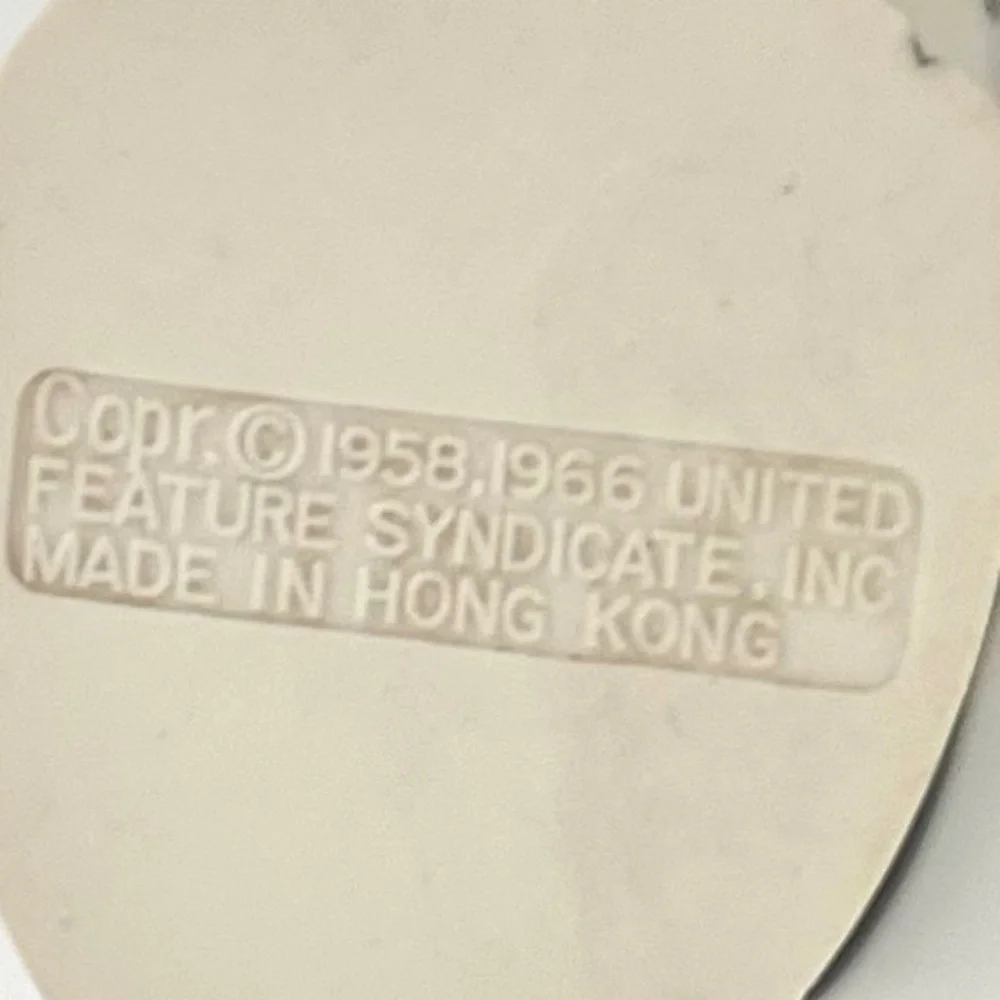 Copr. © 1958, 1966 UNITED
FEATURE SYNDICATE, INC
MADE IN HONG KONG